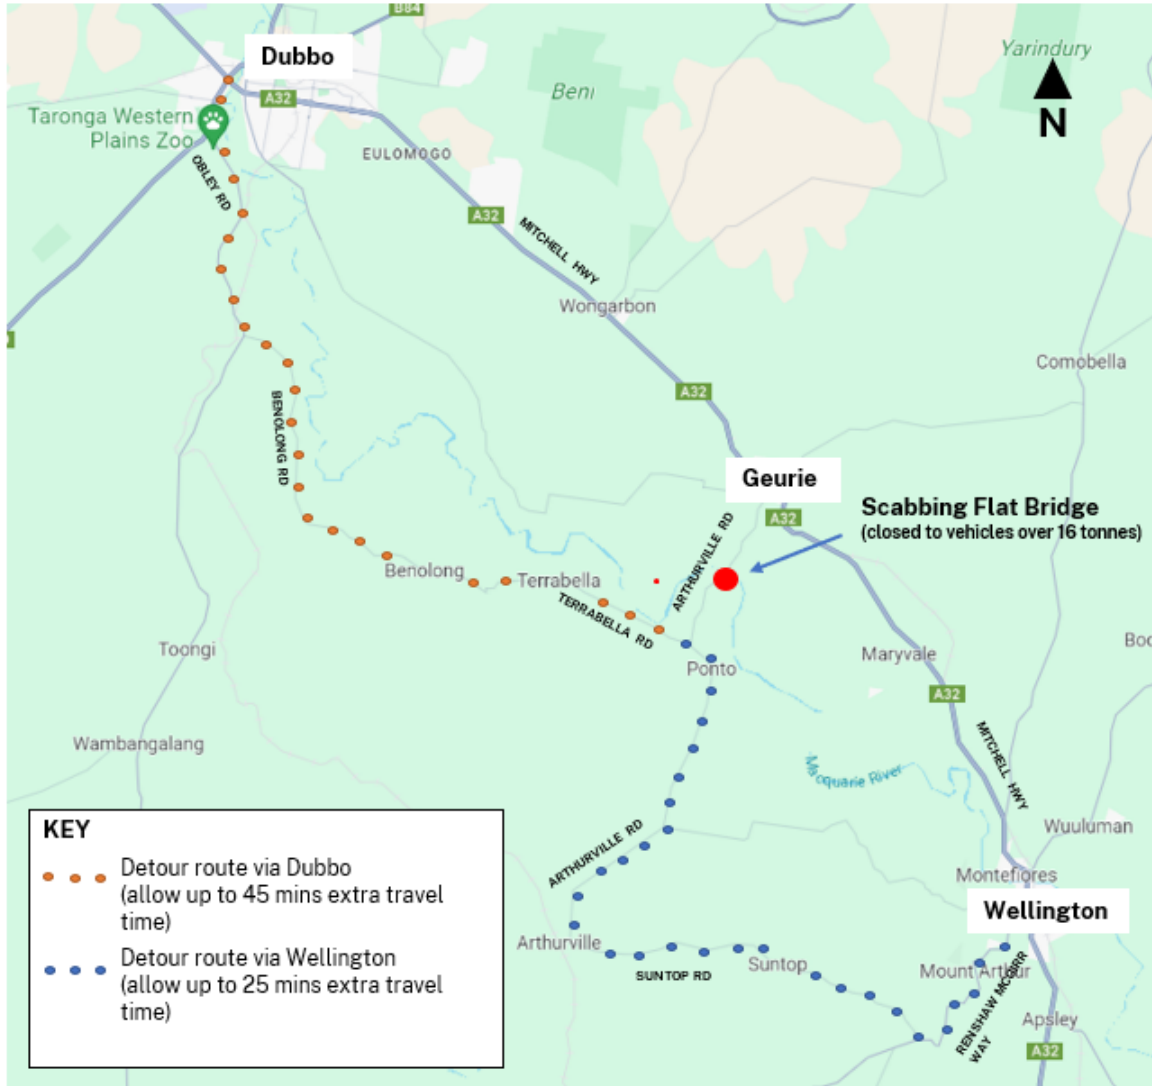 B84
Dubbo
Yarindury
N
A32
Beni
Taronga Western
Plains Zoo
EULOMOGO
OBLEY RD
A32
MITCHELL HWY
Wongarbon
Comobella
A32
BENOLONG RD
Geurie
Scabbing Flat Bridge
(closed to vehicles over 16 tonnes)
A32
ARTHURVILLE RD
Benolong
Terrabella
TERRABELLA RD
Toongi
Ponto
Maryvale
Boo
A32
Wambangalang
MITCHELL HWY
Macquarie River
KEY
Detour route via Dubbo
(allow up to 45 mins extra travel
time)
Detour route via Wellington
(allow up to 25 mins extra travel
time)
ARTHURVILLE RD
Wuuluman
Montefiores
Wellington
Arthurville
SUNTOP RD
Suntop
Mount Arthur
RENSHAW MCGIRR
WAY
Apsley
A32